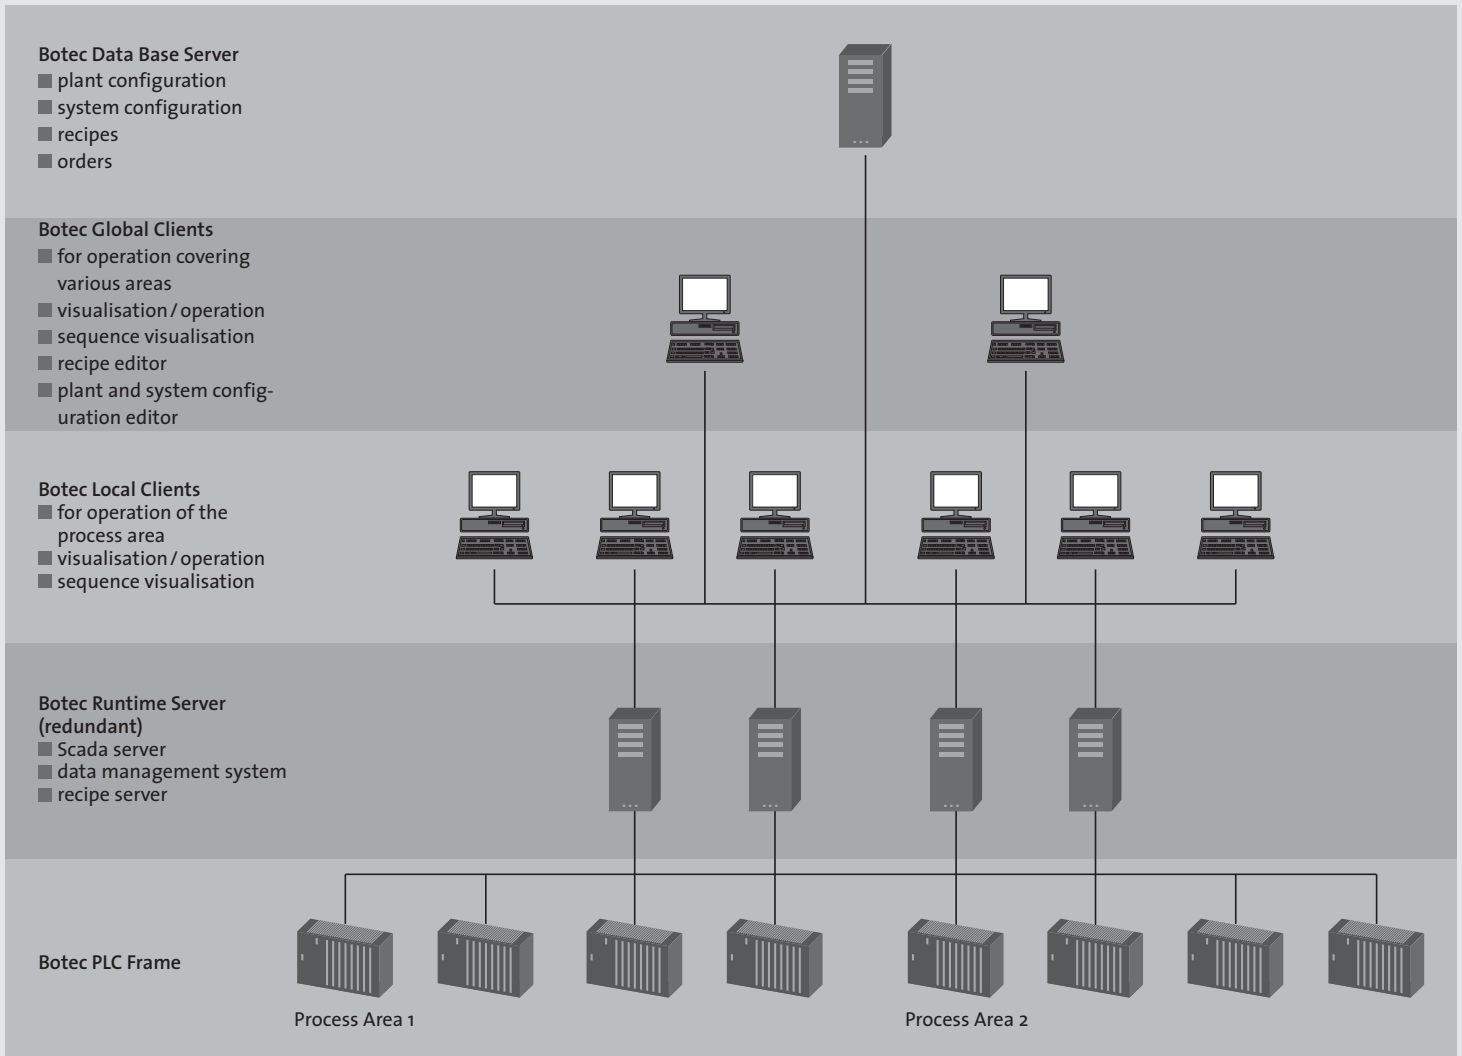 Botec Data Base Server
plant configuration
system configuration
recipes
orders
Botec Global Clients
for operation covering
various areas
visualisation/operation
sequence visualisation
recipe editor
plant and system config-
uration editor
Botec Local Clients
for operation of the
process area
visualisation/operation
sequence visualisation
Botec Runtime Server
(redundant)
Scada server
data management system
recipe server
Botec PLC Frame
Process Area 1
Process Area 2